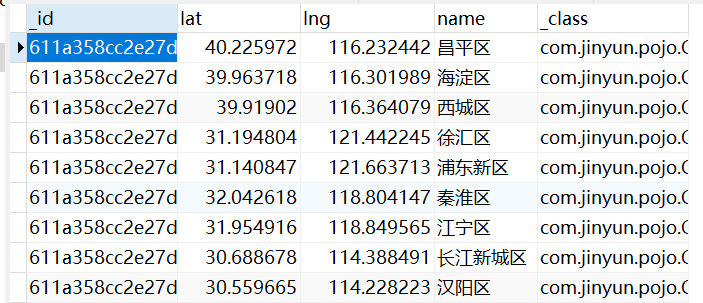 _id lat lng name _class
611a358cc2e27d 40.225972 116.232442 昌平区 com.jinyun.pojo.
611a358cc2e27d 39.963718 116.301989 海淀区 com.jinyun.pojo.
611a358cc2e27d 39.91902 116.364079 西城区 com.jinyun.pojo.
611a358cc2e27d 31.194804 121.442245 徐汇区 com.jinyun.pojo.
611a358cc2e27d 31.140847 121.663713 浦东新区 com.jinyun.pojo.
611a358cc2e27d 32.042618 118.804147 秦淮区 com.jinyun.pojo.
611a358cc2e27d 31.954916 118.849565 江宁区 com.jinyun.pojo.
611a358cc2e27d 30.688678 114.388491 长江新城区 com.jinyun.pojo.
611a358cc2e27d 30.559665 114.228223 汉阳区 com.jinyun.pojo.